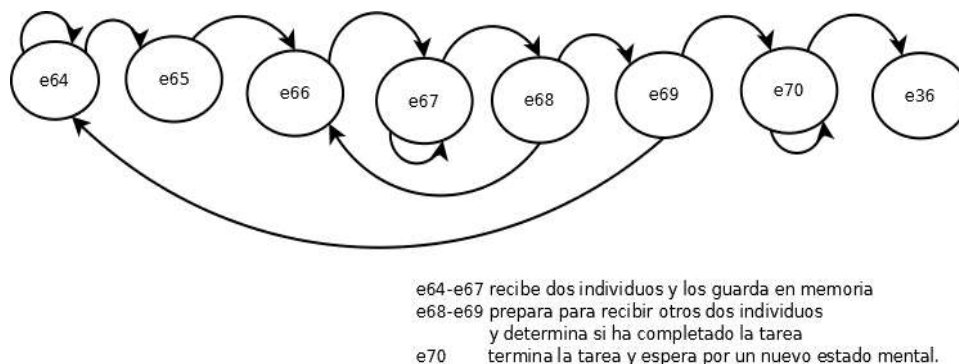 e64
e65
e66
e67
e68
e69
e70
e36
e64-e67 recibe dos individuos y los guarda en memoria
e68-e69 prepara para recibir otros dos individuos
y determina si ha completado la tarea
e70 termina la tarea y espera por un nuevo estado mental.